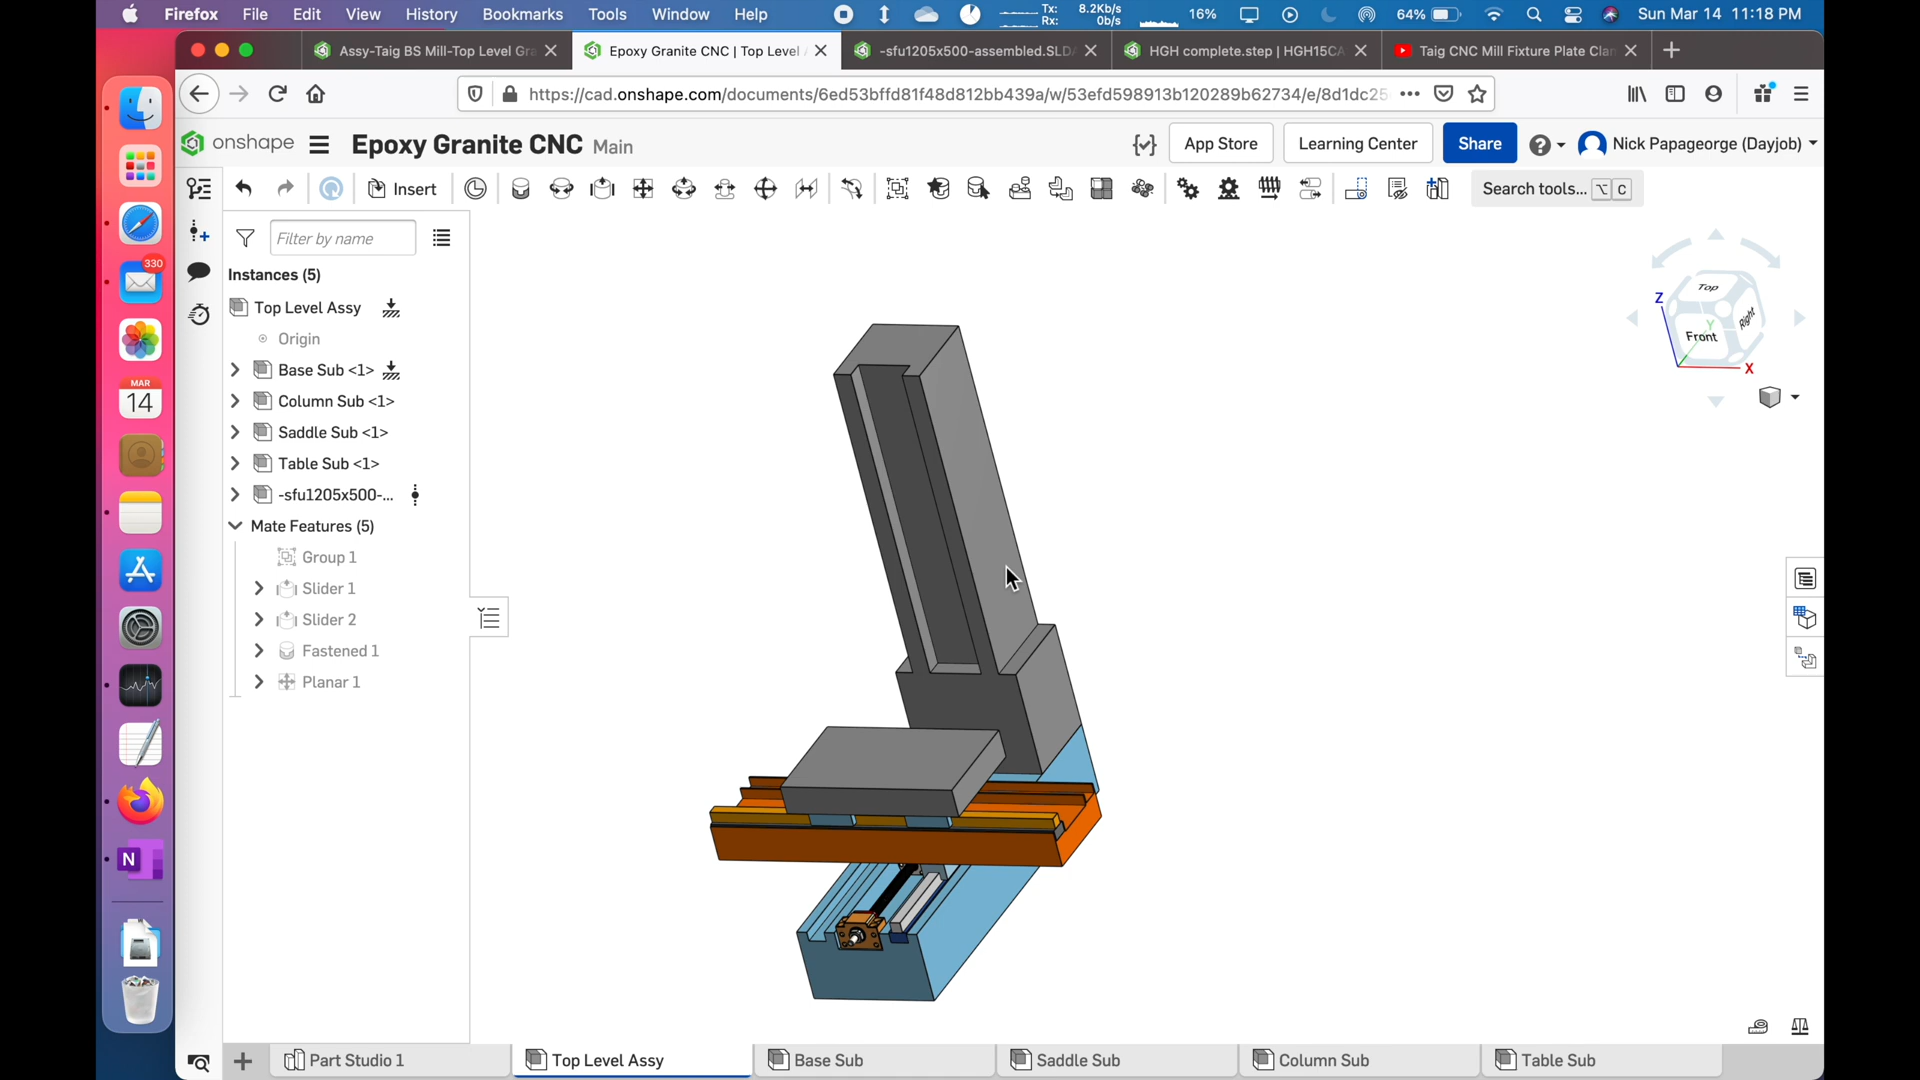 Firefox File Edit View History Bookmarks Tools Window Help Tx: Rx: 8.2Kb/s 0b/s 16% 64% Sun Mar 14 11:18 PM
Assy-Taig BS Mill-Top Level Gra Epoxy Granite CNC | Top Level -sfu1205x500-assembled.SLD HGH complete.step | HGH15CA Taig CNC Mill Fixture Plate Clan
https://cad.onshape.com/documents/6ed53bffd81f48d812bb439a/w/53efd598913b120289b62734/e/8d1dc25
onshape Epoxy Granite CNC Main App Store Learning Center Share Nick Papageorge (Dayjob)
Insert Search tools... ⌥ C
Filter by name
Instances (5)
Top Level Assy
Origin
Base Sub <1>
Column Sub <1>
Saddle Sub <1>
Table Sub <1>
-sfu1205x500-...
Mate Features (5)
Group 1
Slider 1
Slider 2
Fastened 1
Planar 1
330
MAR
14
N
Top
Z
Y
Front
Right
X
Part Studio 1 Top Level Assy Base Sub Saddle Sub Column Sub Table Sub